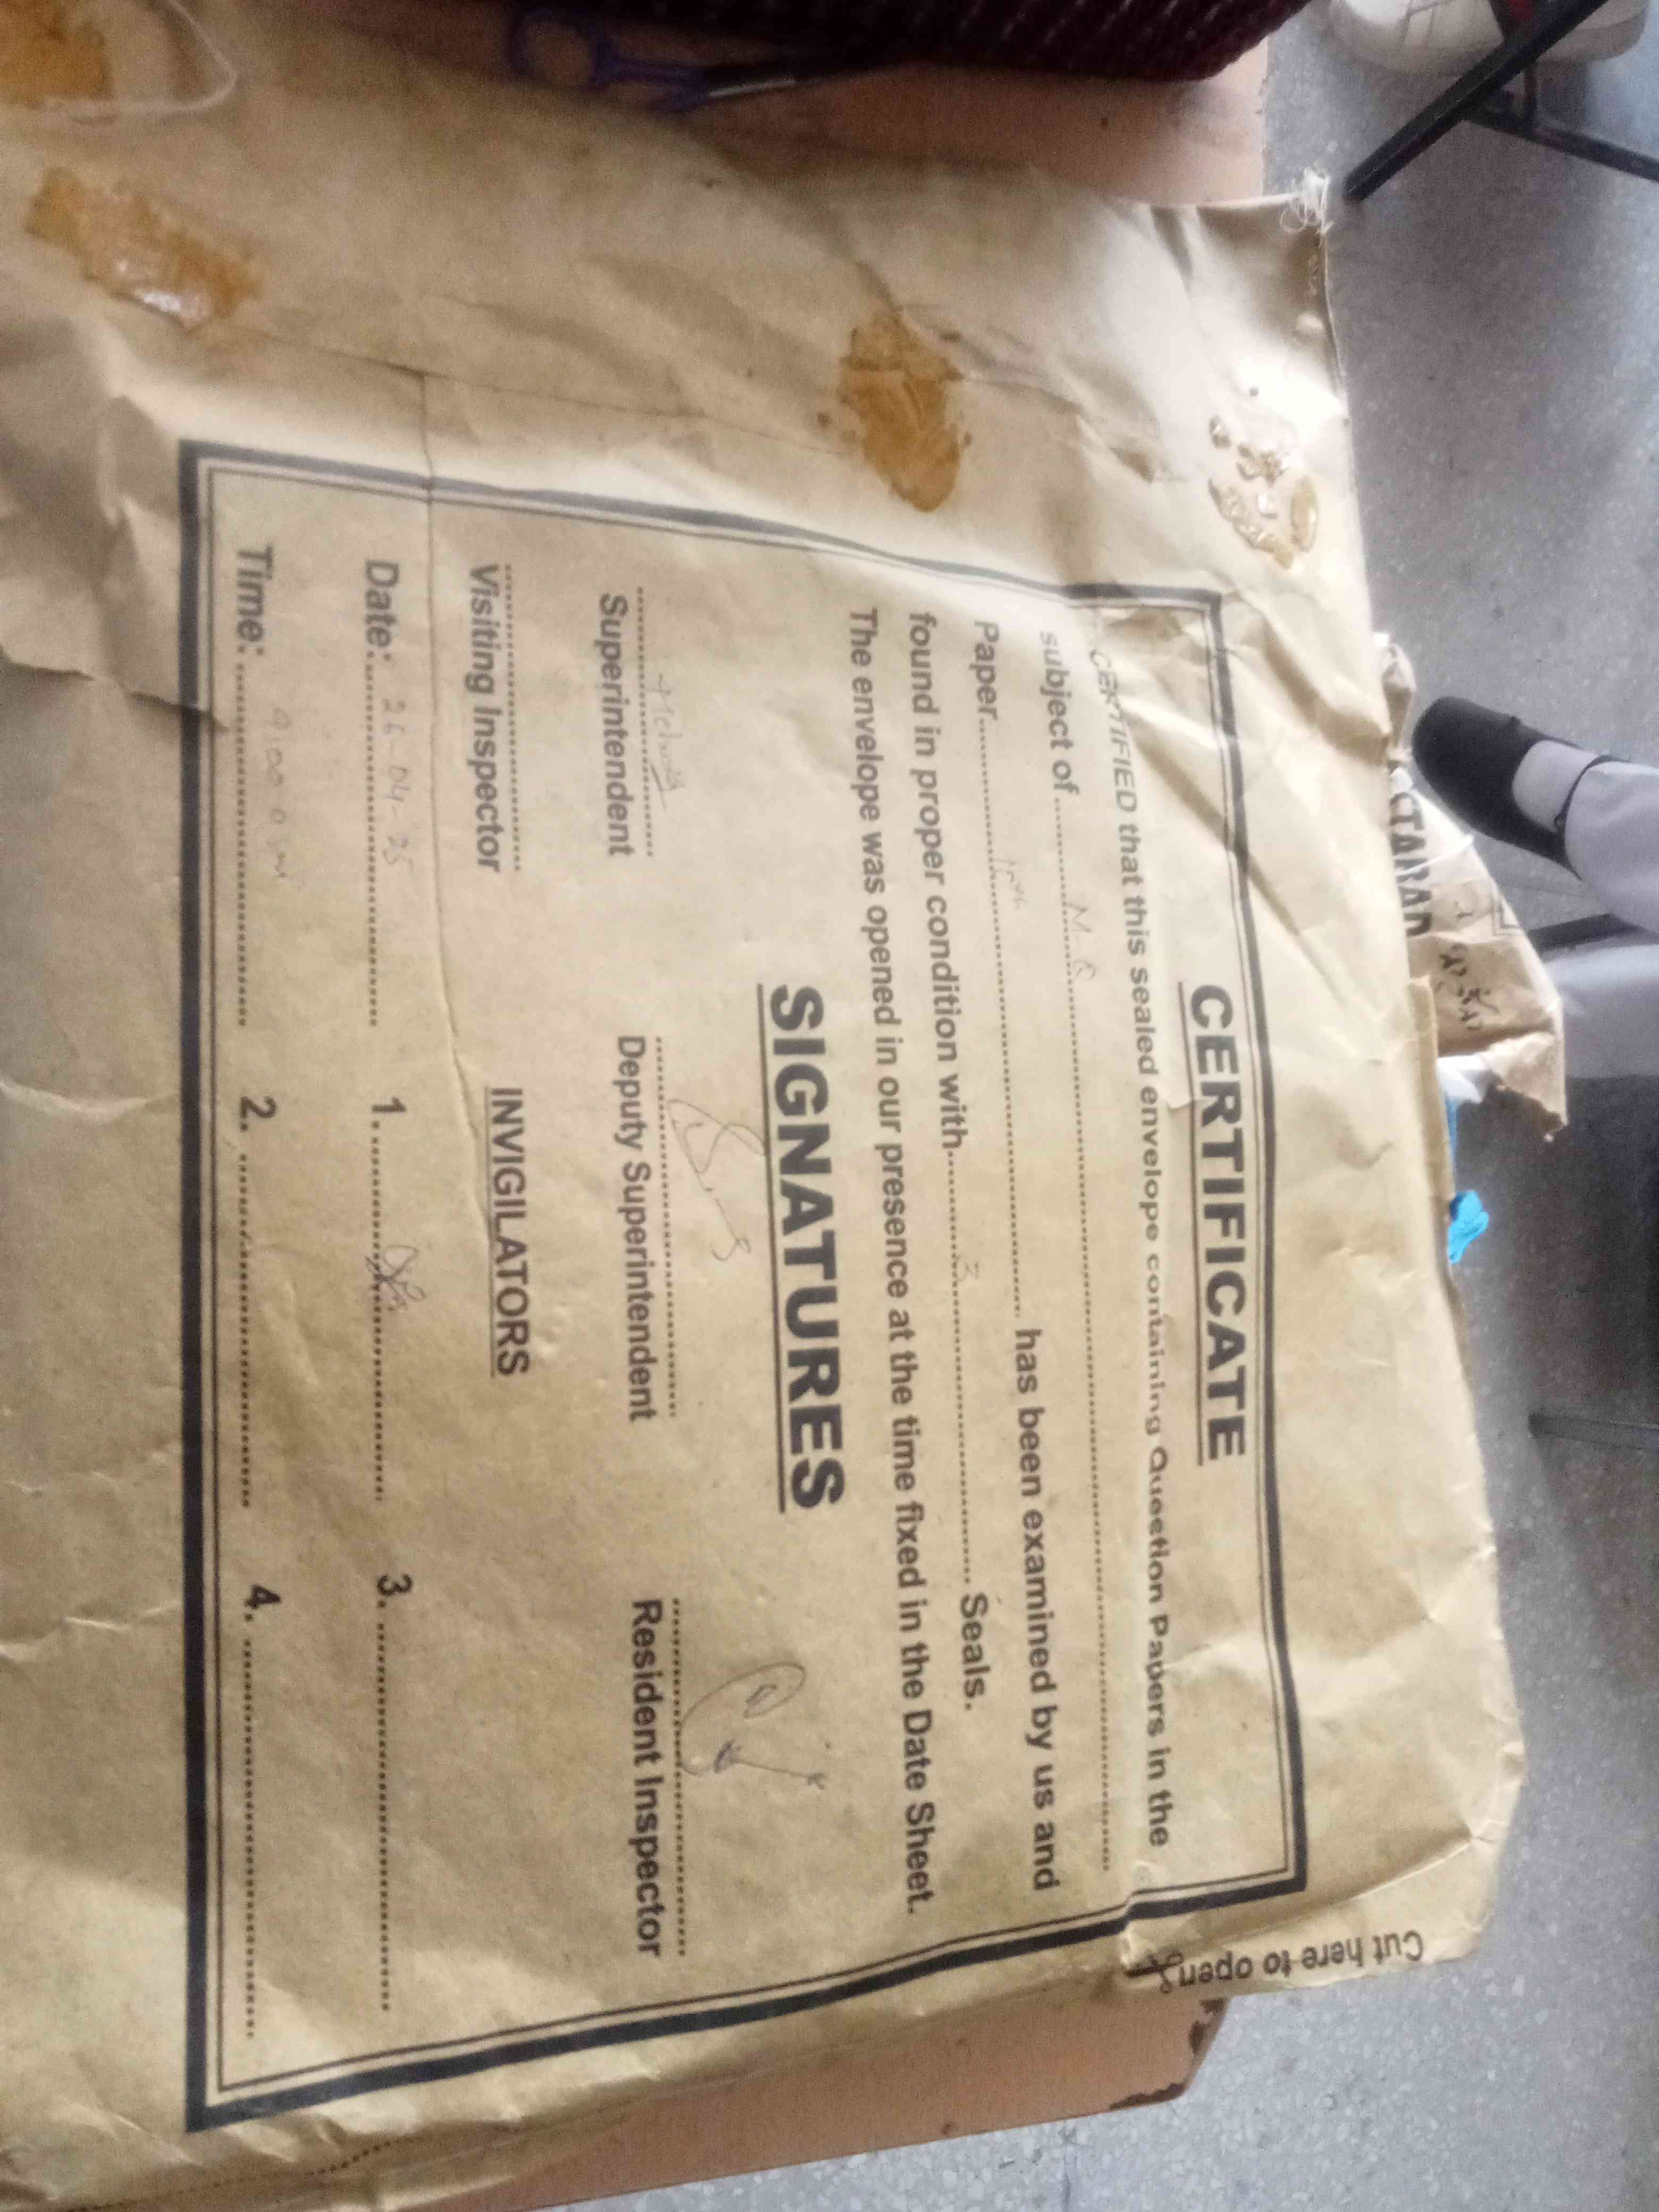 CERTIFICATE
CERTIFIED that this sealed envelope containing Question Papers in the
subject of ............ M.Q ............
Paper ........................ has been examined by us and
found in proper condition with ............ 3 ............ Seals.
The envelope was opened in our presence at the time fixed in the Date Sheet.
SIGNATURES
Superintendent Deputy Superintendent Resident Inspector
Visiting Inspector INVIGILATORS
Date: 26-04-25 1. ............ 3. ............
Time: 9:00 a.m 2. ............ 4. ............
Cut here to open